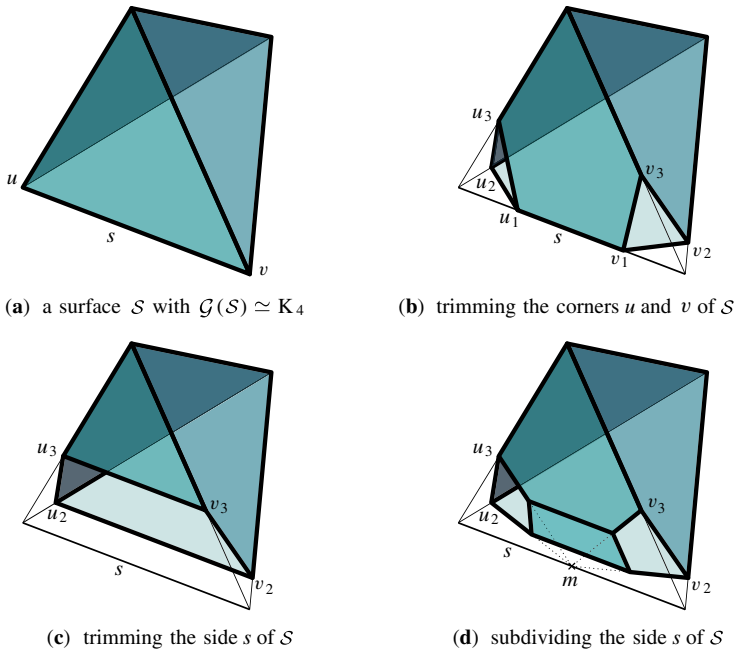 u
s
v
u3
u2
u1
s
v1
v3
v2
(a) a surface 𝒮 with 𝒢(𝒮) ≃ K4
(b) trimming the corners u and v of 𝒮
u3
u2
s
v3
v2
u3
u2
s
m
v3
v2
(c) trimming the side s of 𝒮
(d) subdividing the side s of 𝒮